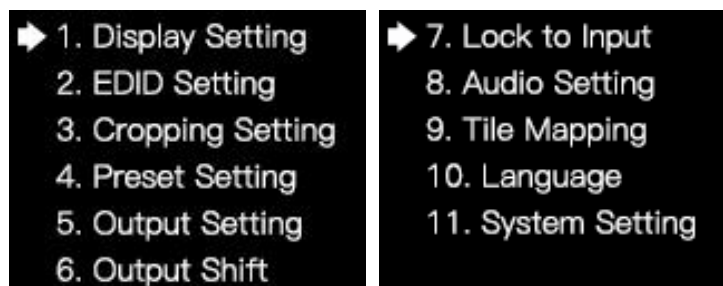 1. Display Setting
2. EDID Setting
3. Cropping Setting
4. Preset Setting
5. Output Setting
6. Output Shift
7. Lock to Input
8. Audio Setting
9. Tile Mapping
10. Language
11. System Setting